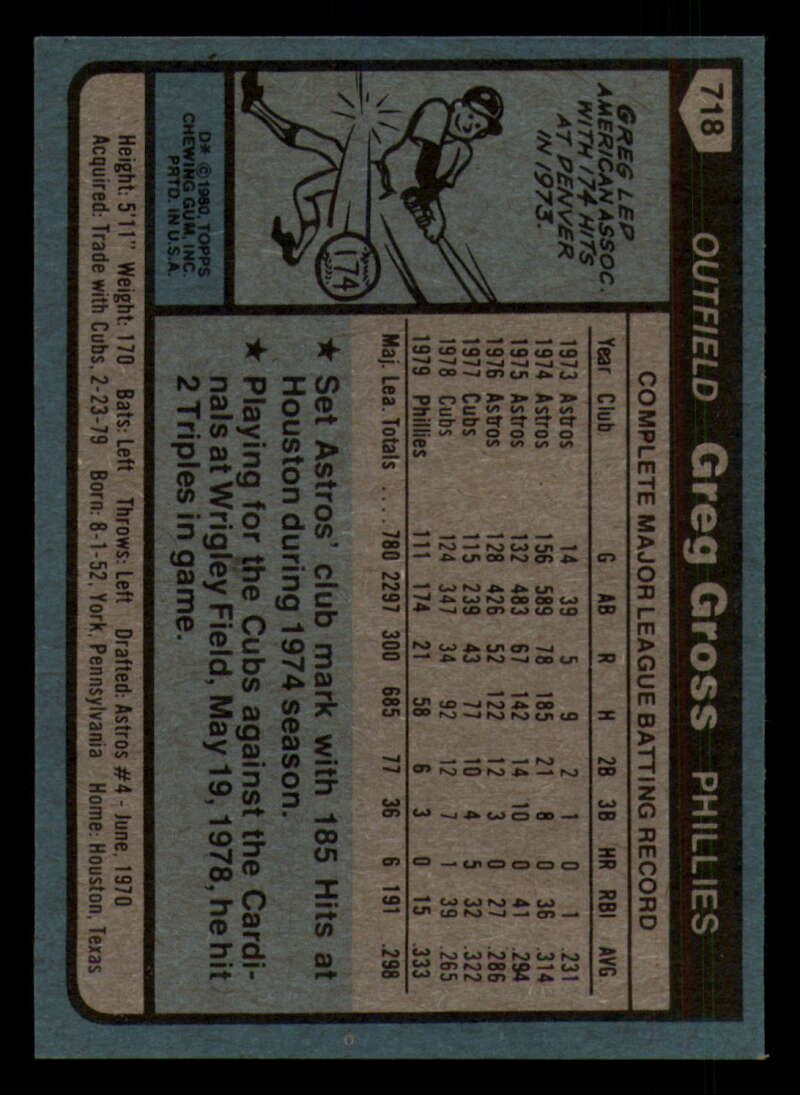 718
OUTFIELD Greg Gross PHILLIES
GREG LED
AMERICAN ASSOC.
WITH 174 HITS
AT DENVER
IN 1973.
174
D* © 1980, TOPPS
CHEWING GUM, INC.
PRTD. IN U.S.A.
COMPLETE MAJOR LEAGUE BATTING RECORD
Year Club G AB R H 2B 3B HR RBI AVG
1973 Astros 14 39 5 9 2 1 0 1 .231
1974 Astros 156 589 78 185 21 8 0 36 .314
1975 Astros 132 483 67 142 14 10 0 41 .294
1976 Astros 128 426 52 122 12 3 0 27 .286
1977 Cubs 115 239 43 77 10 4 5 32 .322
1978 Cubs 124 347 34 92 12 7 1 39 .265
1979 Phillies 111 174 21 58 6 3 0 15 .333
Maj. Lea. Totals .... 780 2297 300 685 77 36 6 191 .298
★ Set Astros' club mark with 185 Hits at
Houston during 1974 season.
★ Playing for the Cubs against the Cardi-
nals at Wrigley Field, May 19, 1978, he hit
2 Triples in game.
Height: 5'11" Weight: 170 Bats: Left Throws: Left Drafted: Astros #4 - June, 1970
Acquired: Trade with Cubs, 2-23-79 Born: 8-1-52, York, Pennsylvania Home: Houston, Texas